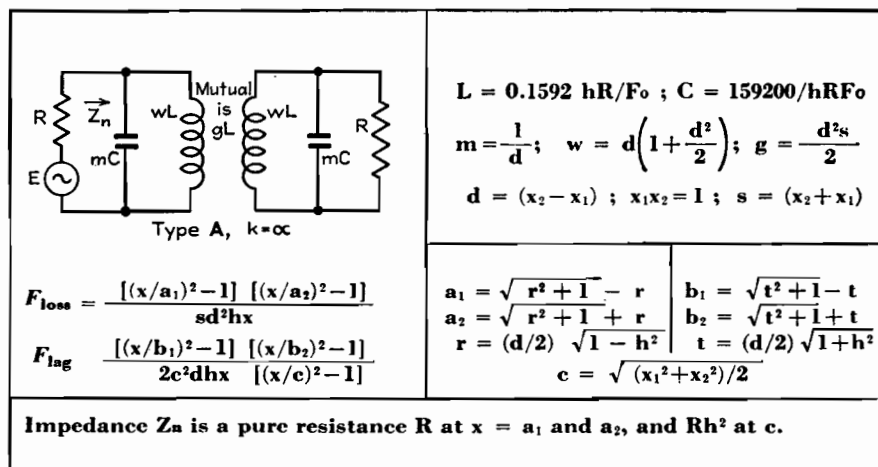 R
E
Zn
mC
wL
Mutual
is
gL
wL
mC
R
Type A, k=∝
L = 0.1592 hR/Fo ; C = 159200/hRFo
m = 1/d ; w = d(1+d²/2) ; g = d²s/2
d = (x₂−x₁) ; x₁x₂ = 1 ; s = (x₂+x₁)
F_loss = [(x/a₁)²−1] [(x/a₂)²−1] / sd²hx
F_lag [(x/b₁)²−1] [(x/b₂)²−1] / 2c²dhx [(x/c)²−1]
a₁ = √r²+1 − r
a₂ = √r²+1 + r
r = (d/2) √1−h²
b₁ = √t²+1 − t
b₂ = √t²+1 + t
t = (d/2) √1+h²
c = √(x₁²+x₂²)/2
Impedance Zn is a pure resistance R at x = a₁ and a₂, and Rh² at c.